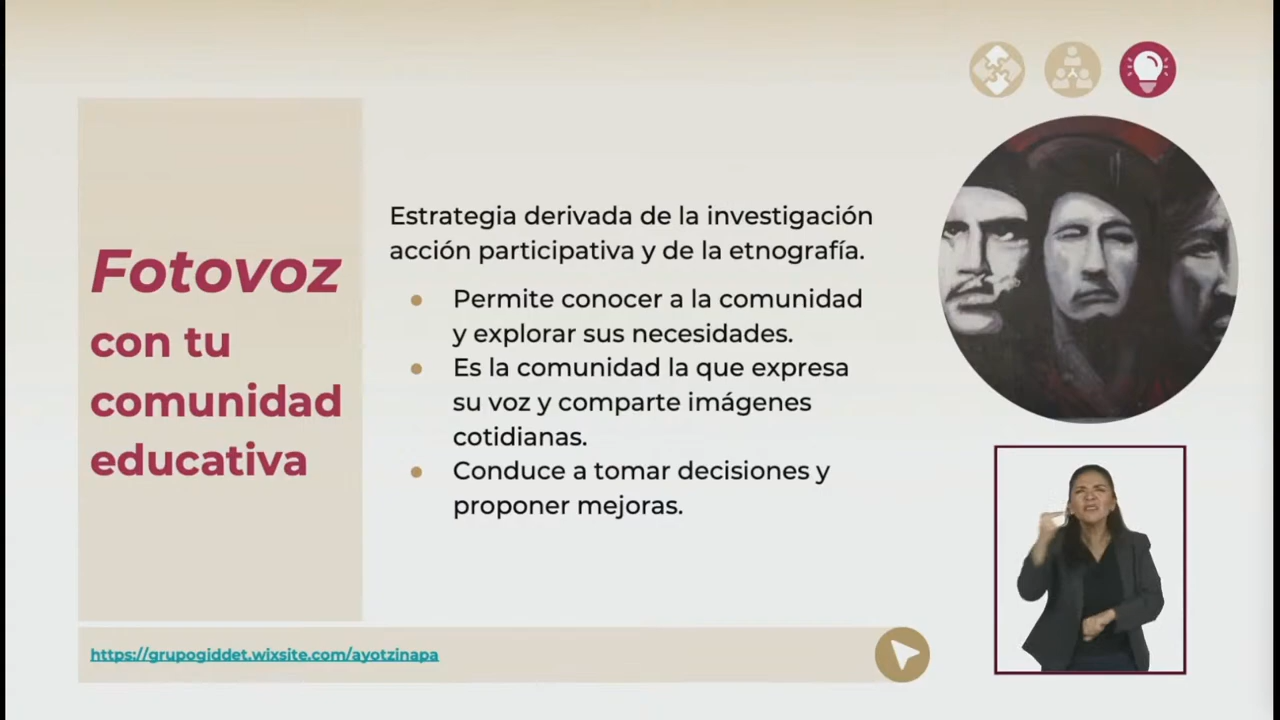 Fotovoz
con tu
comunidad
educativa
Estrategia derivada de la investigación
acción participativa y de la etnografía.
Permite conocer a la comunidad
y explorar sus necesidades.
Es la comunidad la que expresa
su voz y comparte imágenes
cotidianas.
Conduce a tomar decisiones y
proponer mejoras.
https://grupogiddet.wixsite.com/ayotzinapa